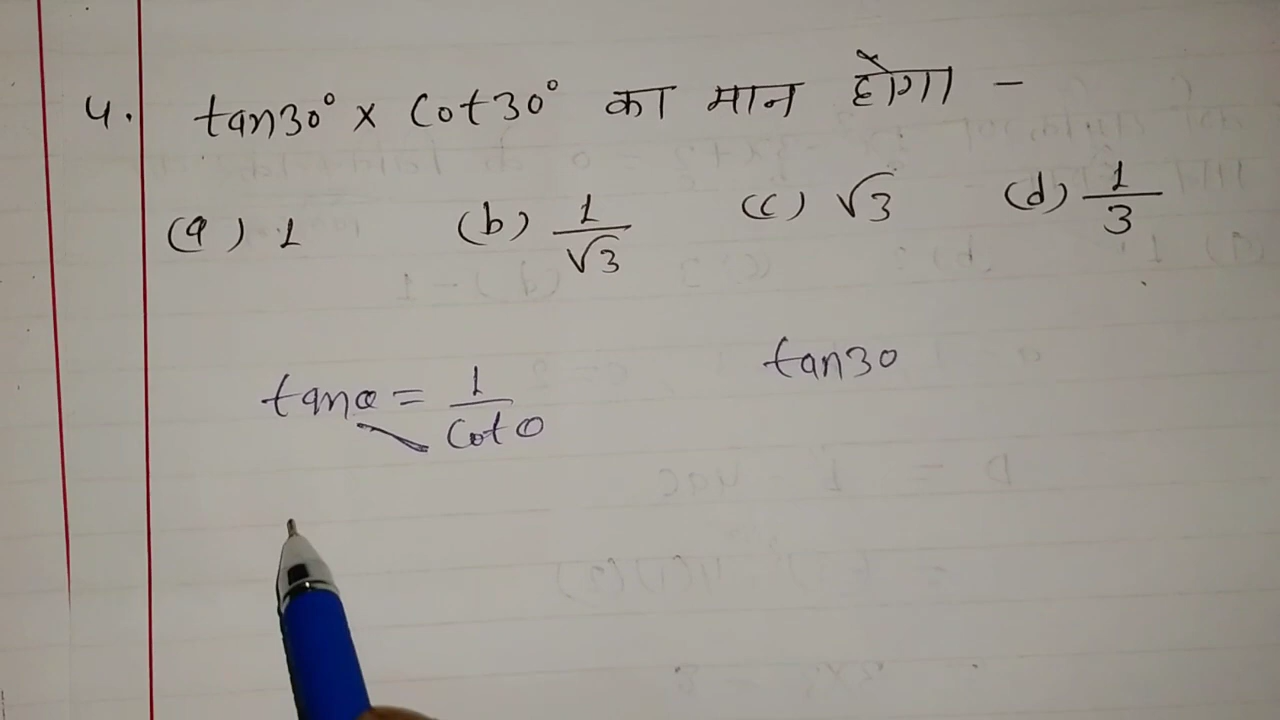 4. tan30° × Cot30° का मान होगा -
(a) 1 (b) 1/√3 (c) √3 (d) 1/3
tanθ = 1/Cotθ tan30